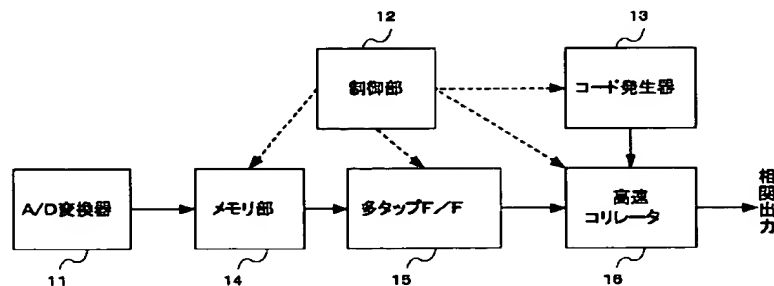 12
13
制御部
コード発生器
A/D変換器
メモリ部
多タップF/F
高速
コリレータ
相関出力
11
14
15
16